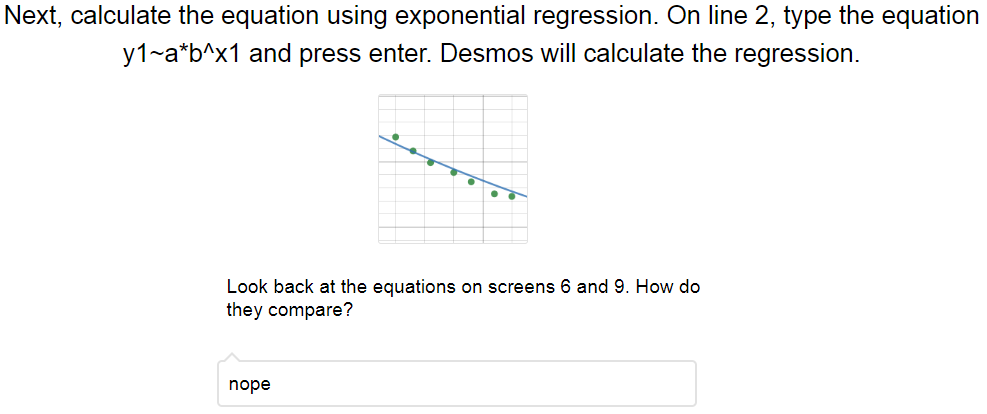 Next, calculate the equation using exponential regression. On line 2, type the equation
y1~a*b^x1 and press enter. Desmos will calculate the regression.
Look back at the equations on screens 6 and 9. How do
they compare?
nope